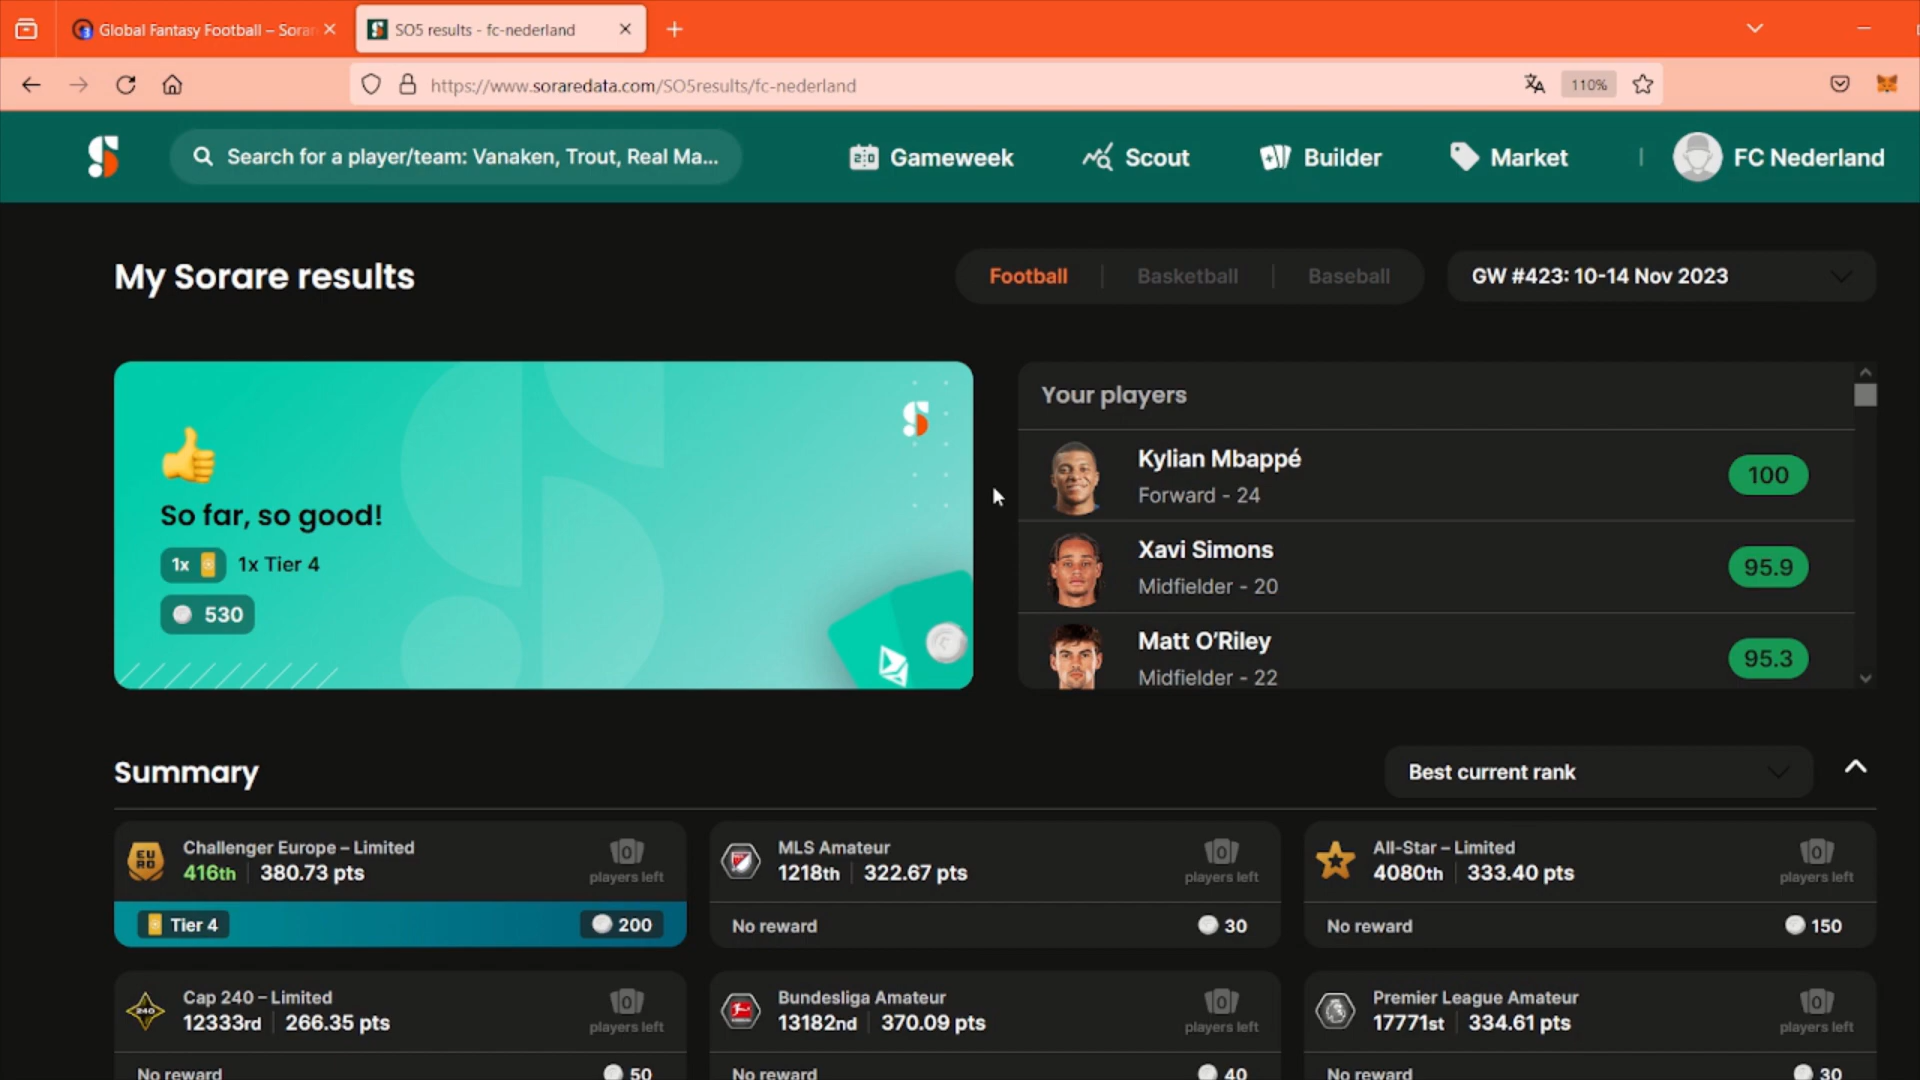 Global Fantasy Football – Sorar
SO5 results - fc-nederland
https://www.soraredata.com/SO5results/fc-nederland
110%
Search for a player/team: Vanaken, Trout, Real Ma...
Gameweek
Scout
Builder
Market
FC Nederland
My Sorare results
Football
Basketball
Baseball
GW #423: 10-14 Nov 2023
So far, so good!
1x
1x Tier 4
530
Your players
Kylian Mbappé
Forward - 24
100
Xavi Simons
Midfielder - 20
95.9
Matt O'Riley
Midfielder - 22
95.3
Summary
Best current rank
Challenger Europe – Limited
416th
380.73 pts
0
players left
Tier 4
200
MLS Amateur
1218th
322.67 pts
0
players left
No reward
30
All-Star – Limited
4080th
333.40 pts
0
players left
No reward
150
Cap 240 – Limited
12333rd
266.35 pts
0
players left
No reward
50
Bundesliga Amateur
13182nd
370.09 pts
0
players left
No reward
40
Premier League Amateur
17771st
334.61 pts
0
players left
No reward
30